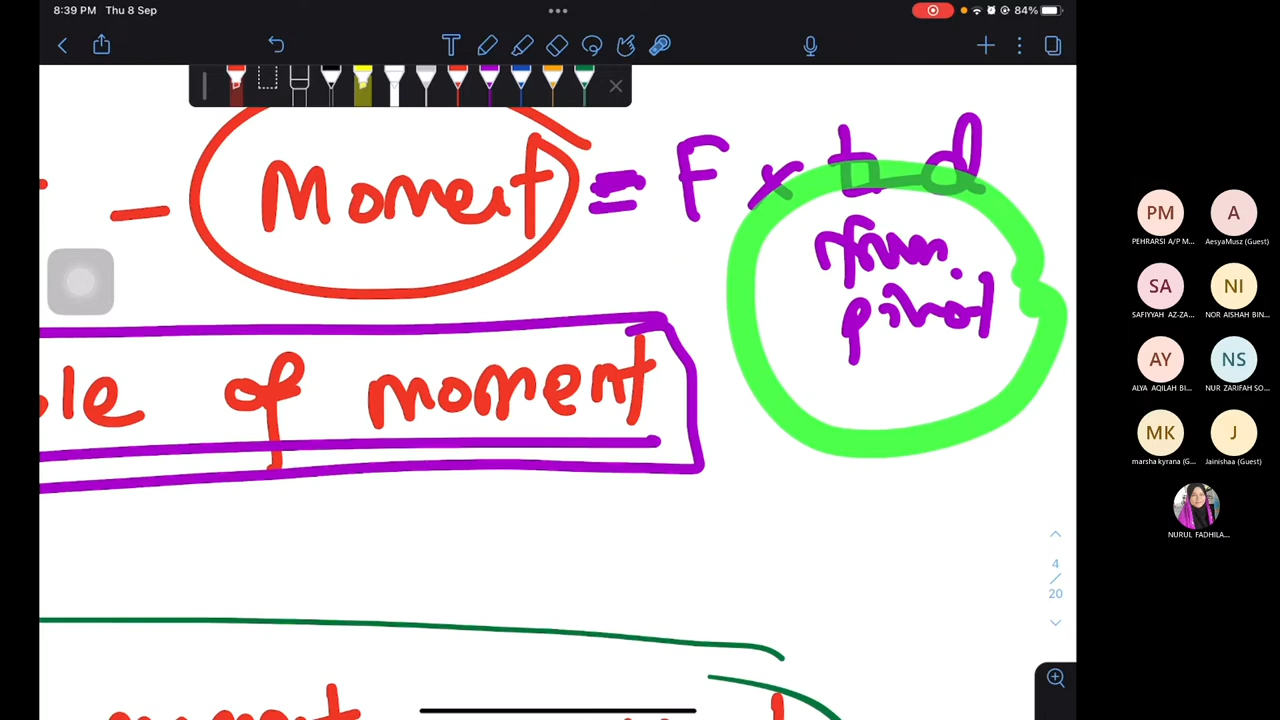 8:39 PM Thu 8 Sep
84%
T
– Moment = F x ⊥ d
from
pivot
ple of moment
4
/
20
moment
PM
PEHRARSI A/P M...
A
AesyaMusz (Guest)
SA
SAFIYYAH AZ-ZA...
NI
NOR AISHAH BIN...
AY
ALYA AQILAH BI...
NS
NUR ZARIFAH SO...
MK
marsha kyrana (G...
J
Jainishaa (Guest)
NURUL FADHILA...